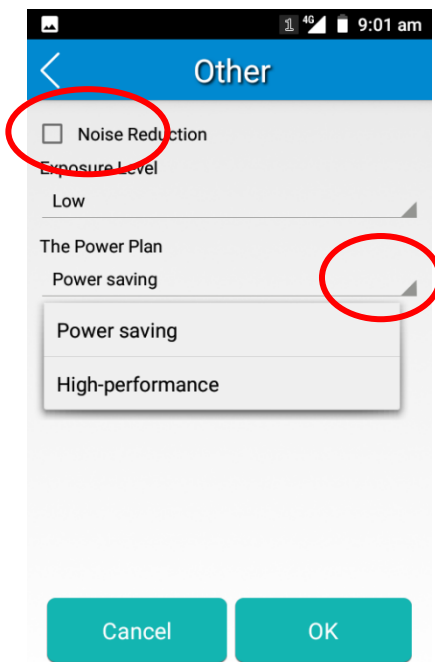 1 4G 9:01 am
Other
Noise Reduction
Exposure Level
Low
The Power Plan
Power saving
Power saving
High-performance
Cancel OK